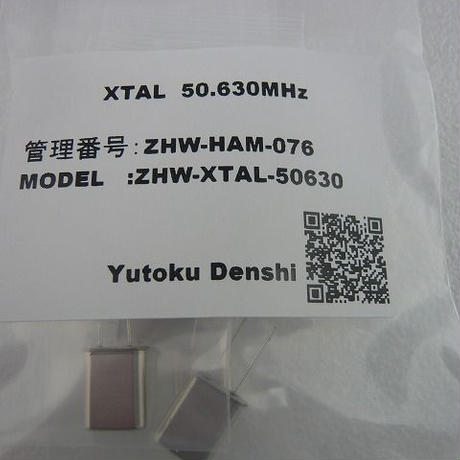 XTAL 50.630MHz
管理番号:ZHW-HAM-076
MODEL :ZHW-XTAL-50630
Yutoku Denshi